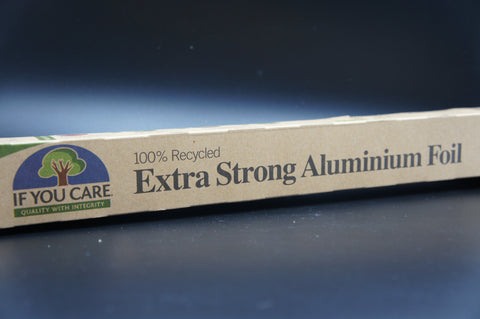 IF YOU CARE
QUALITY WITH INTEGRITY
100% Recycled
Extra Strong Aluminium Foil